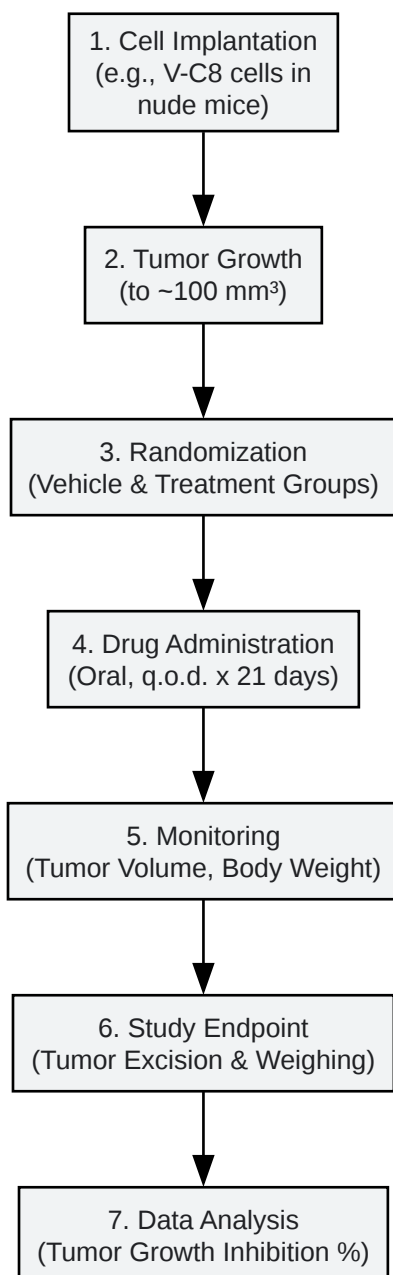 1. Cell Implantation
(e.g., V-C8 cells in
nude mice)
2. Tumor Growth
(to ~100 mm³)
3. Randomization
(Vehicle & Treatment Groups)
4. Drug Administration
(Oral, q.o.d. x 21 days)
5. Monitoring
(Tumor Volume, Body Weight)
6. Study Endpoint
(Tumor Excision & Weighing)
7. Data Analysis
(Tumor Growth Inhibition %)